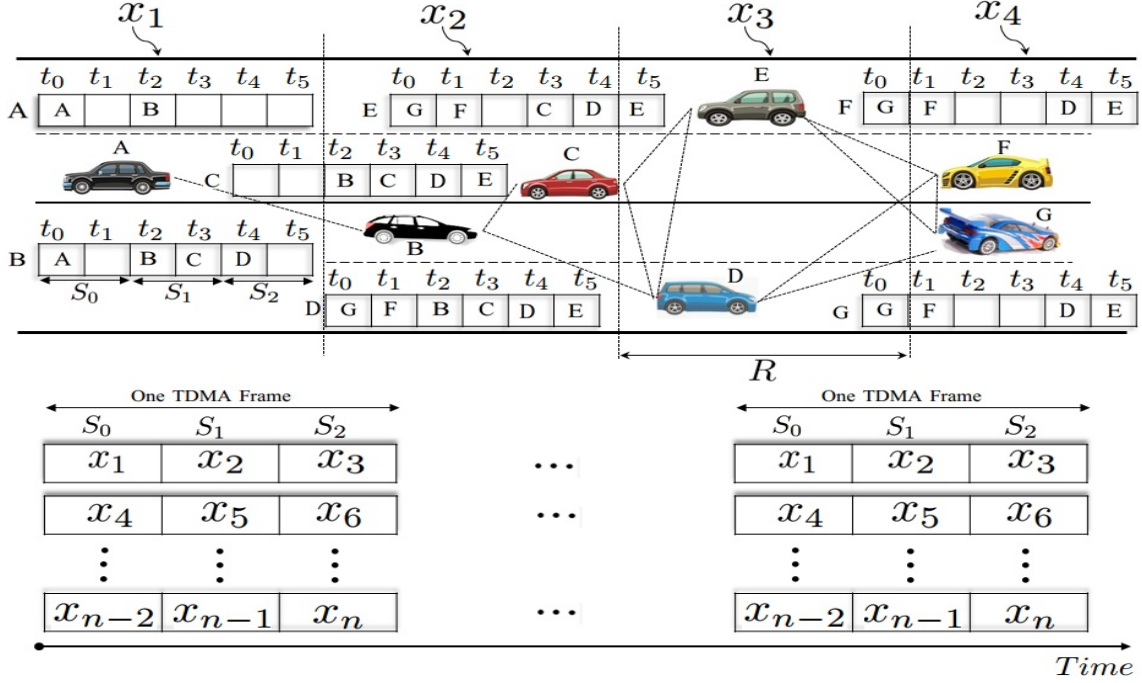 x1 x2 x3 x4
t0 t1 t2 t3 t4 t5 t0 t1 t2 t3 t4 t5 E t0 t1 t2 t3 t4 t5
A A B E G F C D E F G F D E
A t0 t1 t2 t3 t4 t5 C F
C B C D E
t0 t1 t2 t3 t4 t5 B G
B A B C D D t0 t1 t2 t3 t4 t5
S0 S1 S2 t0 t1 t2 t3 t4 t5
D G F B C D E G G F D E
R
One TDMA Frame One TDMA Frame
S0 S1 S2 S0 S1 S2
x1 x2 x3 ... x1 x2 x3
x4 x5 x6 ... x4 x5 x6
⋮ ⋮ ⋮ ⋮ ⋮ ⋮
xn−2 xn−1 xn ... xn−2 xn−1 xn
Time